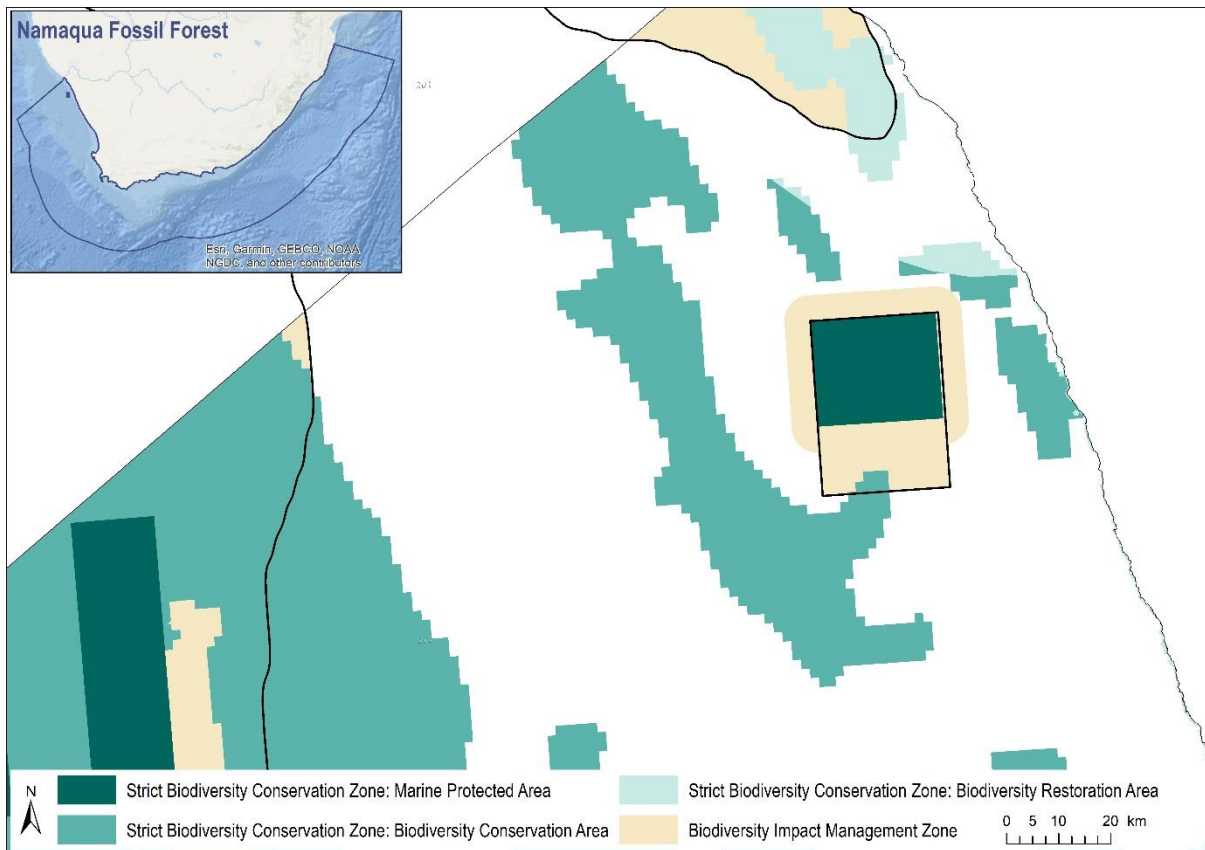 Namaqua Fossil Forest
Esri, Garmin, GEBCO, NOAA
NGDC, and other contributors
N
Strict Biodiversity Conservation Zone: Marine Protected Area
Strict Biodiversity Conservation Zone: Biodiversity Conservation Area
Strict Biodiversity Conservation Zone: Biodiversity Restoration Area
Biodiversity Impact Management Zone
0 5 10 20 km